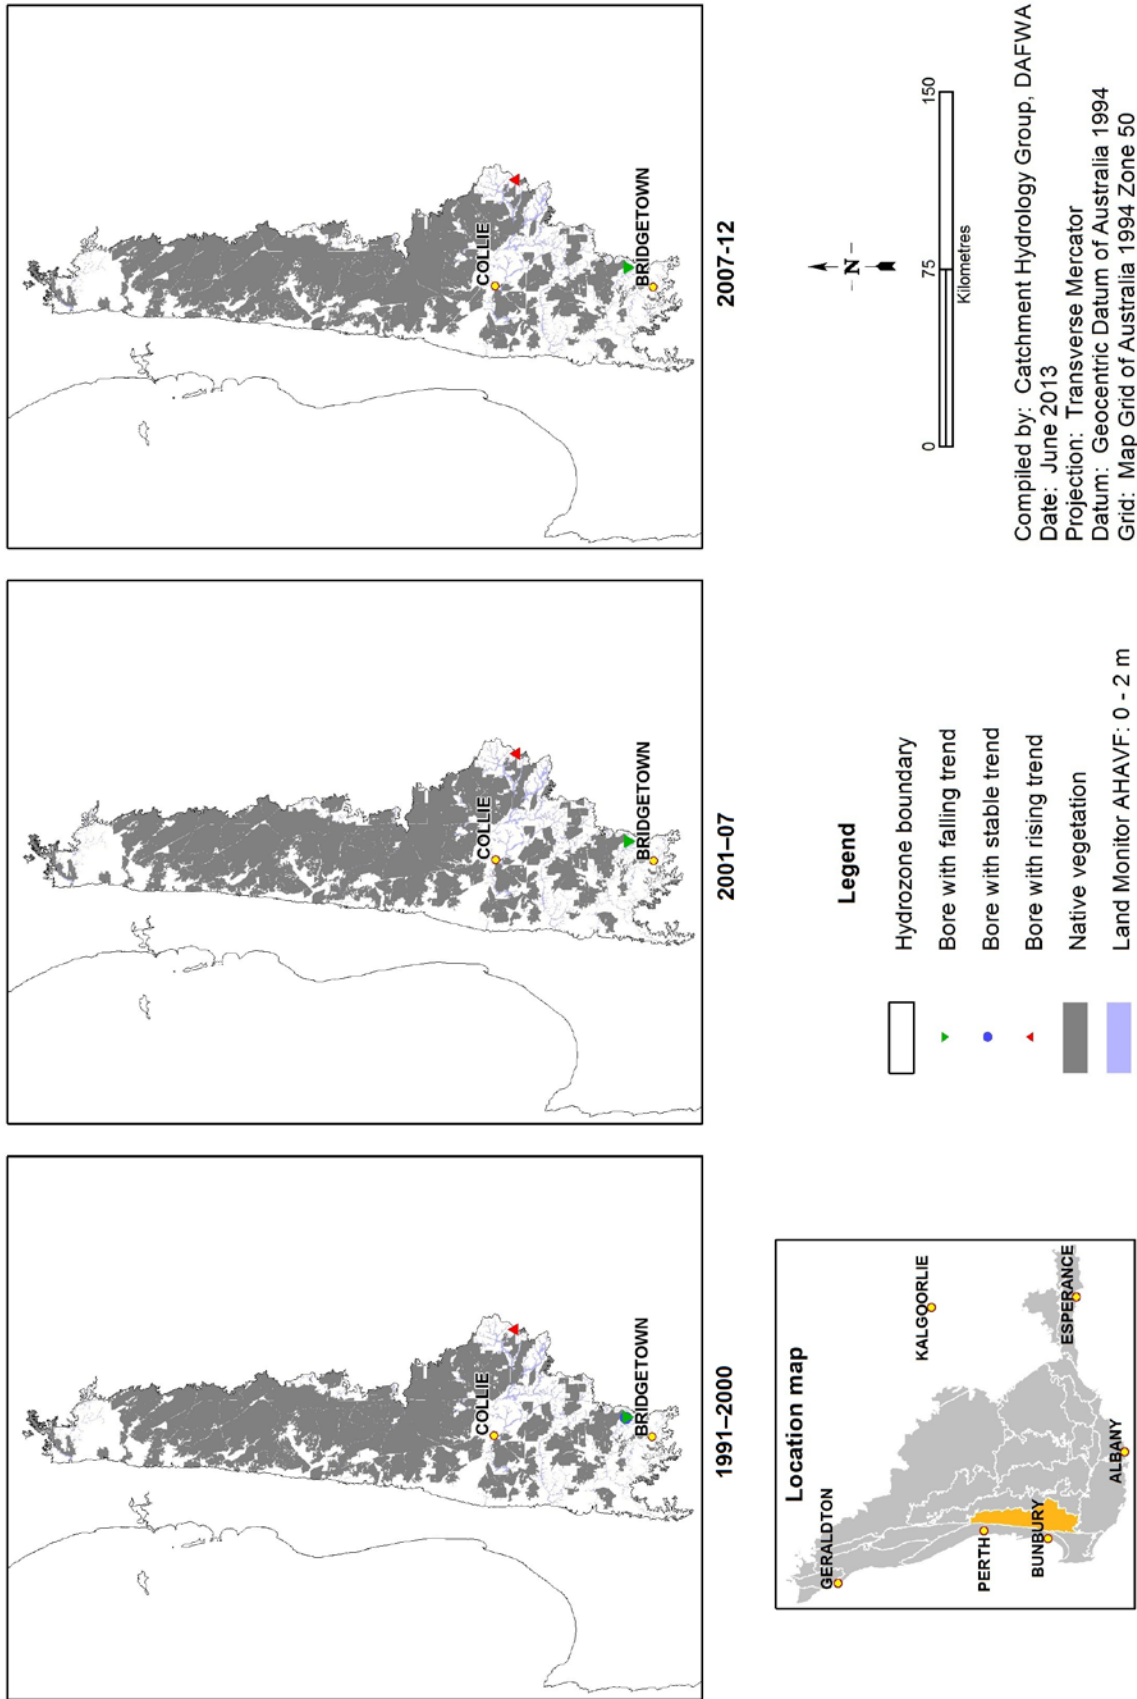 COLLIE
BRIDGETOWN
1991–2000
COLLIE
BRIDGETOWN
2001–07
COLLIE
BRIDGETOWN
2007-12
Location map
GERALDTON
KALGOORLIE
PERTH
BUNBURY
ESPERANCE
ALBANY
Legend
Hydrozone boundary
Bore with falling trend
Bore with stable trend
Bore with rising trend
Native vegetation
Land Monitor AHAVF: 0 - 2 m
N
0 75 150
Kilometres
Compiled by: Catchment Hydrology Group, DAFWA
Date: June 2013
Projection: Transverse Mercator
Datum: Geocentric Datum of Australia 1994
Grid: Map Grid of Australia 1994 Zone 50